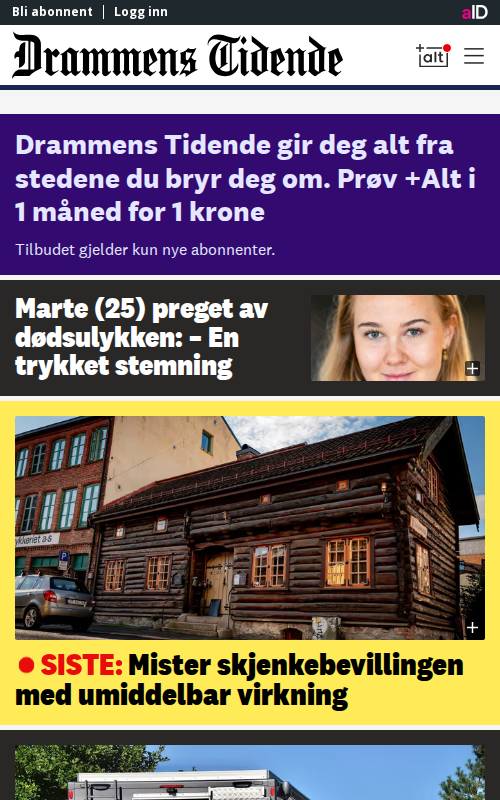 Bli abonnent | Logg inn
aID
Drammens Tidende
+alt
Drammens Tidende gir deg alt fra
stedene du bryr deg om. Prøv +Alt i
1 måned for 1 krone
Tilbudet gjelder kun nye abonnenter.
Marte (25) preget av
dødsulykken: – En
trykket stemning
ykkeriet a-s
P
SISTE: Mister skjenkebevillingen
med umiddelbar virkning